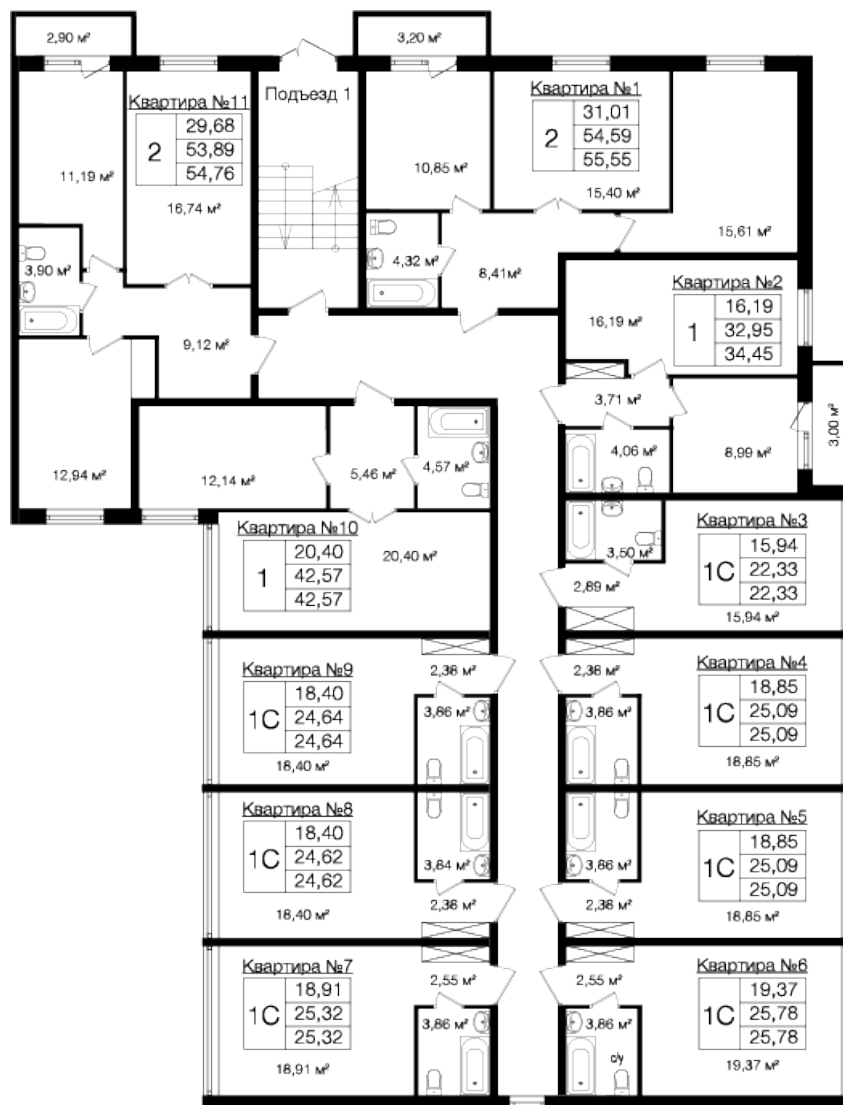 2,90 м²
3,20 м²
Подъезд 1
Квартира №11
2
29,68
53,89
54,76
11,19 м²
16,74 м²
3,90 м²
9,12 м²
12,94 м²
Квартира №1
2
31,01
54,59
55,55
10,85 м²
15,40 м²
15,61 м²
4,32 м²
8,41 м²
Квартира №2
1
16,19
32,95
34,45
16,19 м²
3,71 м²
4,06 м²
8,99 м²
3,00 м²
12,14 м²
5,46 м²
4,57 м²
Квартира №10
1
20,40
42,57
42,57
20,40 м²
Квартира №3
1С
15,94
22,33
22,33
3,50 м²
2,89 м²
15,94 м²
Квартира №9
1С
18,40
24,64
24,64
2,38 м²
3,86 м²
18,40 м²
Квартира №4
1С
18,85
25,09
25,09
2,38 м²
3,86 м²
18,85 м²
Квартира №8
1С
18,40
24,62
24,62
3,84 м²
2,38 м²
18,40 м²
Квартира №5
1С
18,85
25,09
25,09
3,86 м²
2,38 м²
18,85 м²
Квартира №7
1С
18,91
25,32
25,32
2,55 м²
3,86 м²
18,91 м²
Квартира №6
1С
19,37
25,78
25,78
2,55 м²
3,86 м²
с/у
19,37 м²